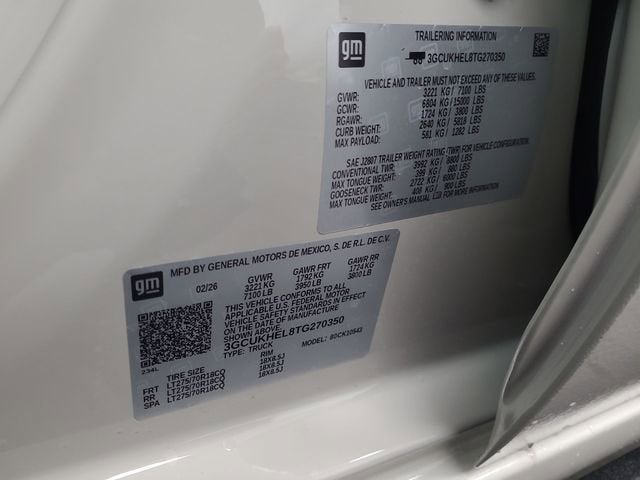 gm
TRAILERING INFORMATION
3GCUKHEL8TG270350
VEHICLE AND TRAILER MUST NOT EXCEED ANY OF THESE VALUES
GVWR: 3221 KG/ 7100 LBS
GCWR: 6804 KG/15000 LBS
RGAWR: 1724 KG/ 3800 LBS
CURB WEIGHT: 2640 KG/ 5818 LBS
MAX PAYLOAD: 581 KG/ 1282 LBS
SAE J2807 TRAILER WEIGHT RATING (TWR) FOR VEHICLE CONFIGURATION:
CONVENTIONAL TWR: 3992 KG/ 8800 LBS
MAX TONGUE WEIGHT: 399 KG/ 880 LBS
GOOSENECK TWR: 2722 KG/ 6000 LBS
MAX TONGUE WEIGHT: 408 KG/ 900 LBS
SEE OWNER'S MANUAL FOR MORE INFORMATION
gm
MFD BY GENERAL MOTORS DE MEXICO, S. DE R.L. DE C.V.
02/26
GVWR GAWR FRT GAWR RR
3221 KG 1792 KG 1724 KG
7100 LB 3950 LB 3800 LB
THIS VEHICLE CONFORMS TO ALL
APPLICABLE U.S. FEDERAL MOTOR
VEHICLE SAFETY STANDARDS IN EFFECT
ON THE DATE OF MANUFACTURE
SHOWN ABOVE.
3GCUKHEL8TG270350
TYPE: TRUCK MODEL:
234L
TIRE SIZE RIM
FRT LT275/70R18CQ 18X8.5J
RR LT275/70R18CQ 18X8.5J
SPA LT275/70R18CQ 18X8.5J